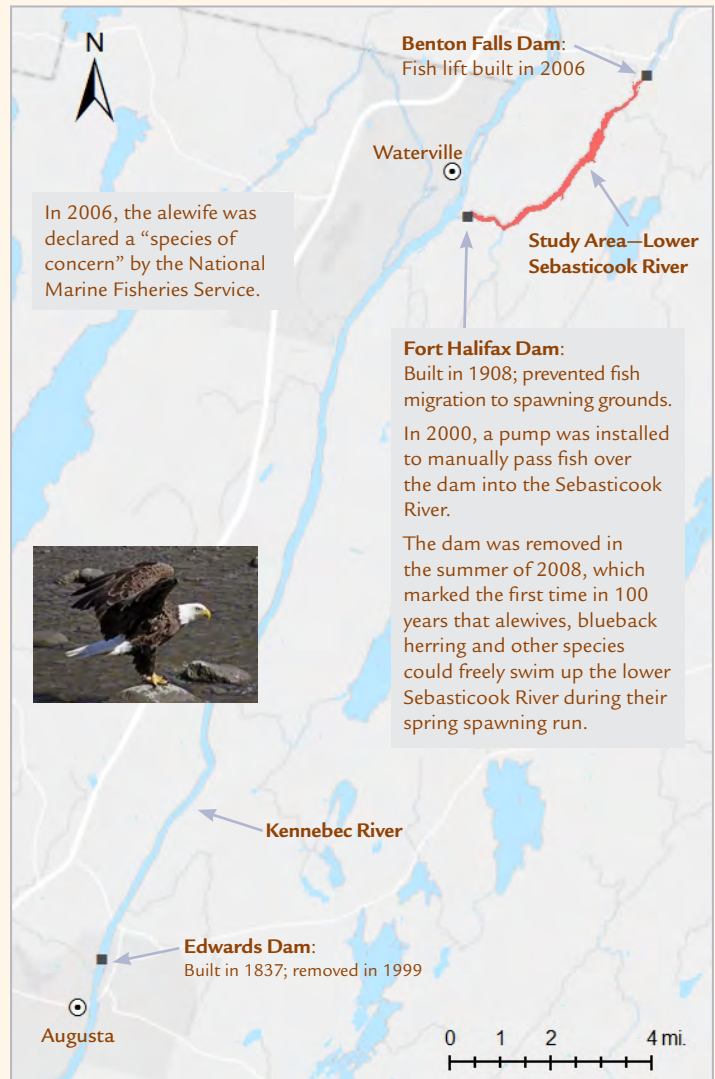 N
Benton Falls Dam:
Fish lift built in 2006
Waterville
In 2006, the alewife was
declared a “species of
concern” by the National
Marine Fisheries Service.
Study Area—Lower
Sebasticook River
Fort Halifax Dam:
Built in 1908; prevented fish
migration to spawning grounds.
In 2000, a pump was installed
to manually pass fish over
the dam into the Sebasticook
River.
The dam was removed in
the summer of 2008, which
marked the first time in 100
years that alewives, blueback
herring and other species
could freely swim up the lower
Sebasticook River during their
spring spawning run.
Kennebec River
Edwards Dam:
Built in 1837; removed in 1999
Augusta
0 1 2 4 mi.